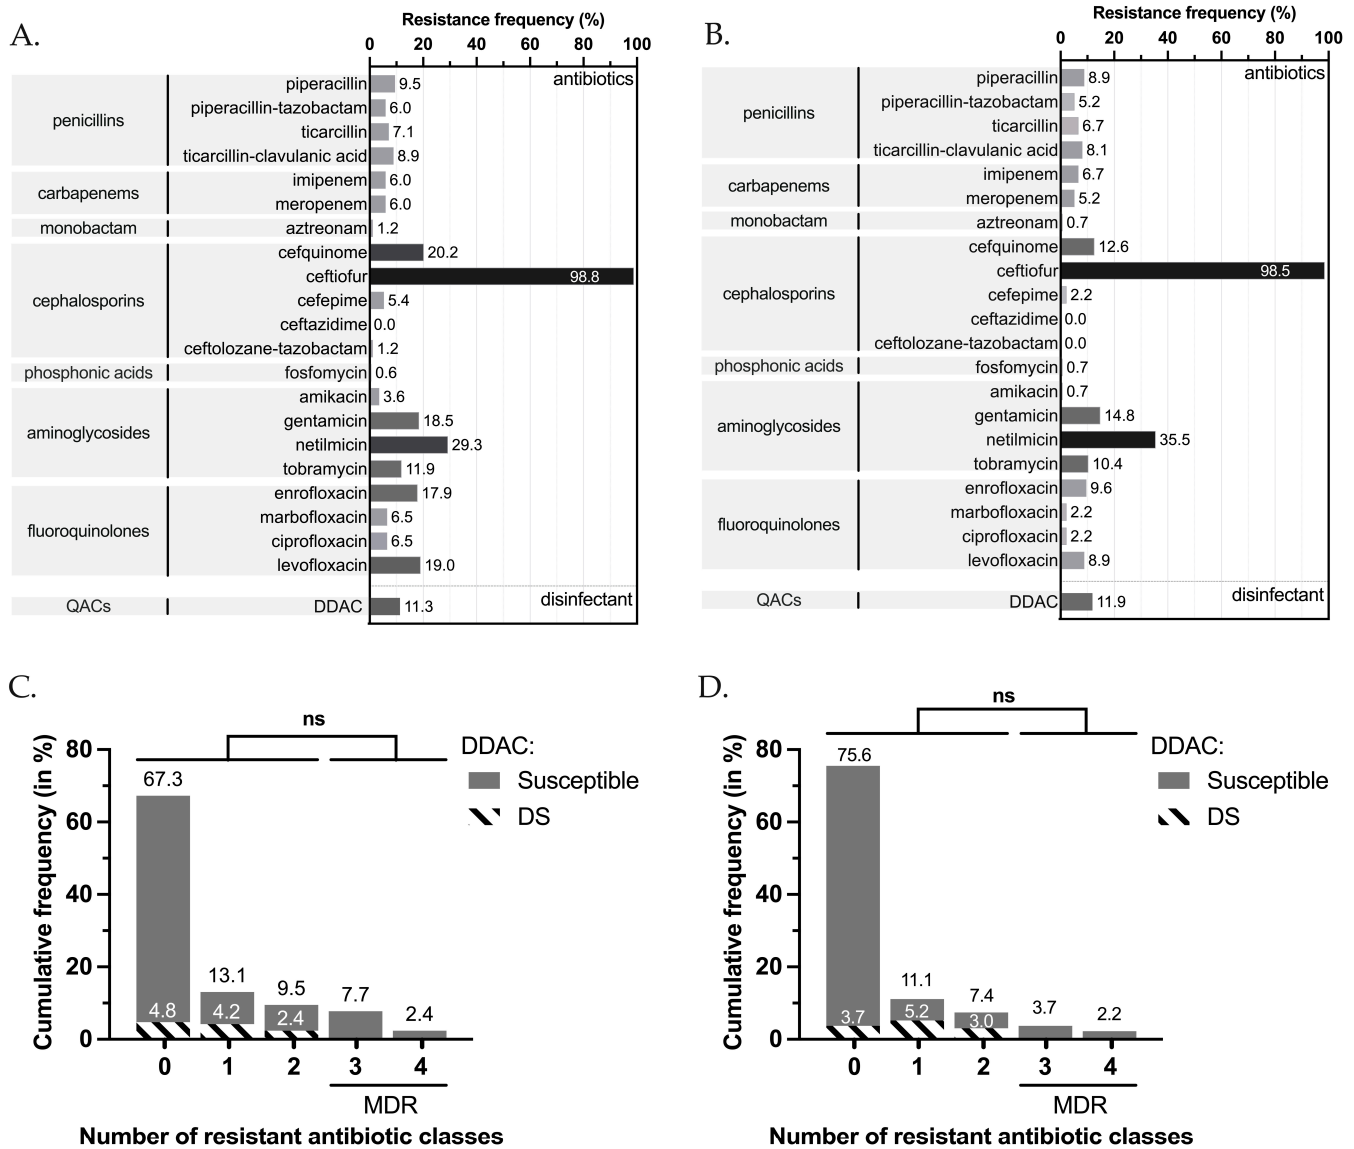 A.
Resistance frequency (%)
0 20 40 60 80 100
antibiotics
penicillins
piperacillin 9.5
piperacillin-tazobactam 6.0
ticarcillin 7.1
ticarcillin-clavulanic acid 8.9
carbapenems
imipenem 6.0
meropenem 6.0
monobactam
aztreonam 1.2
cephalosporins
cefquinome 20.2
ceftiofur 98.8
cefepime 5.4
ceftazidime 0.0
ceftolozane-tazobactam 1.2
phosphonic acids
fosfomycin 0.6
aminoglycosides
amikacin 3.6
gentamicin 18.5
netilmicin 29.3
tobramycin 11.9
fluoroquinolones
enrofloxacin 17.9
marbofloxacin 6.5
ciprofloxacin 6.5
levofloxacin 19.0
disinfectant
QACs
DDAC 11.3
B.
Resistance frequency (%)
0 20 40 60 80 100
antibiotics
penicillins
piperacillin 8.9
piperacillin-tazobactam 5.2
ticarcillin 6.7
ticarcillin-clavulanic acid 8.1
carbapenems
imipenem 6.7
meropenem 5.2
monobactam
aztreonam 0.7
cephalosporins
cefquinome 12.6
ceftiofur 98.5
cefepime 2.2
ceftazidime 0.0
ceftolozane-tazobactam 0.0
phosphonic acids
fosfomycin 0.7
aminoglycosides
amikacin 0.7
gentamicin 14.8
netilmicin 35.5
tobramycin 10.4
fluoroquinolones
enrofloxacin 9.6
marbofloxacin 2.2
ciprofloxacin 2.2
levofloxacin 8.9
disinfectant
QACs
DDAC 11.9
C.
ns
DDAC:
Susceptible
DS
Cumulative frequency (in %)
80
60
40
20
0
67.3
13.1
9.5
7.7
2.4
4.8
4.2
2.4
0 1 2 3 4
MDR
Number of resistant antibiotic classes
D.
ns
DDAC:
Susceptible
DS
Cumulative frequency (in %)
80
60
40
20
0
75.6
11.1
7.4
3.7
2.2
3.7
5.2
3.0
0 1 2 3 4
MDR
Number of resistant antibiotic classes